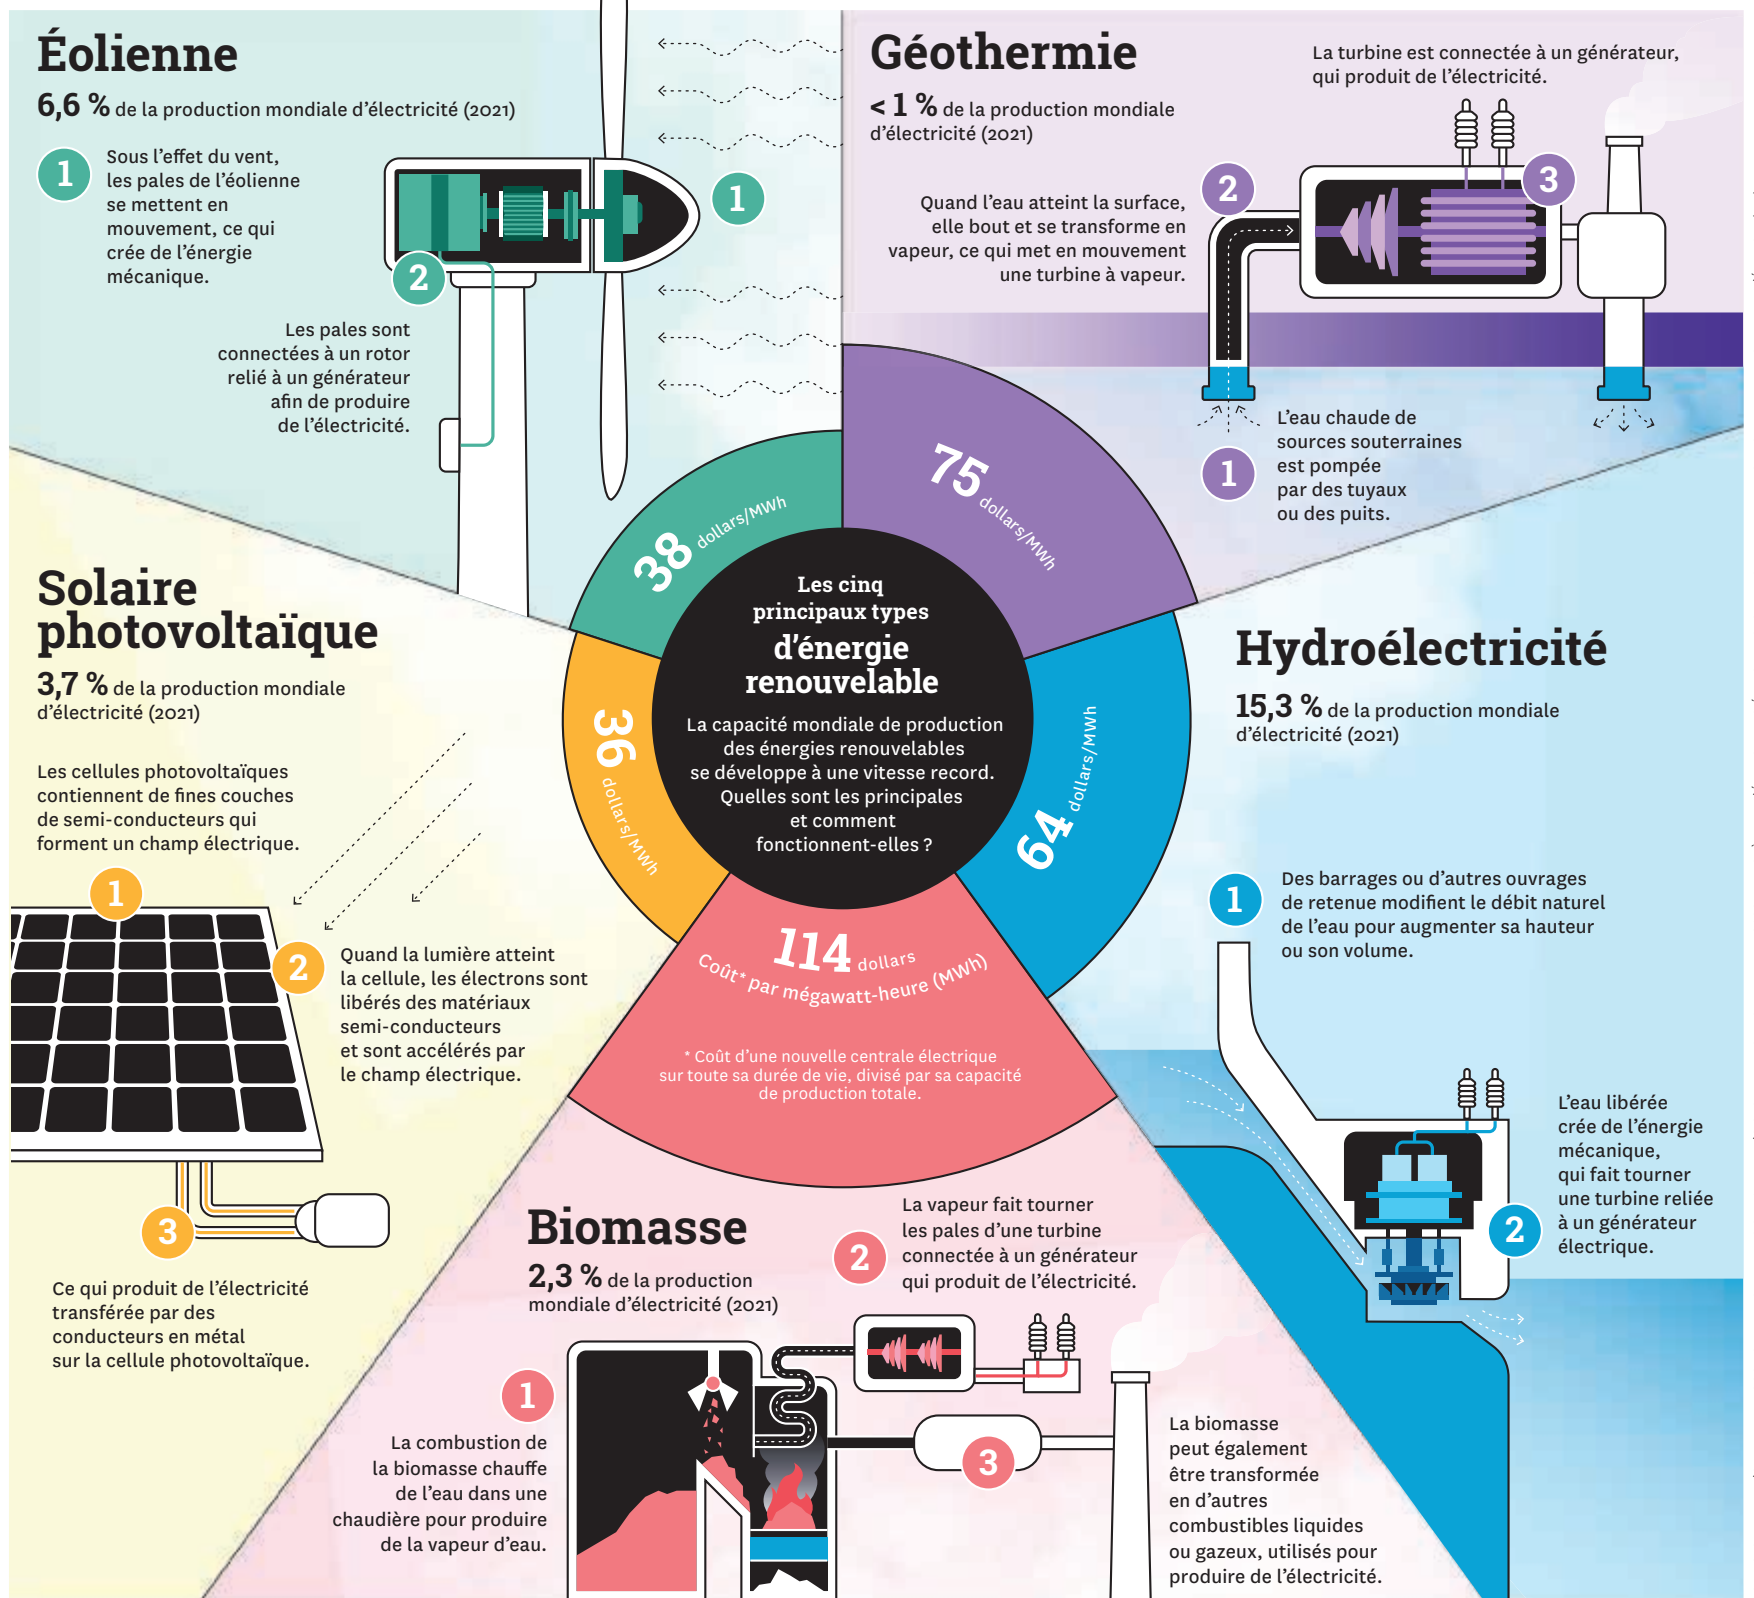 Éolienne
6,6 % de la production mondiale d’électricité (2021)
1
Sous l’effet du vent,
les pales de l’éolienne
se mettent en
mouvement, ce qui
crée de l’énergie
mécanique.
1
2
Les pales sont
connectées à un rotor
relié à un générateur
afin de produire
de l’électricité.
Géothermie
< 1 % de la production mondiale
d’électricité (2021)
La turbine est connectée à un générateur,
qui produit de l’électricité.
3
2
Quand l’eau atteint la surface,
elle bout et se transforme en
vapeur, ce qui met en mouvement
une turbine à vapeur.
1
L’eau chaude de
sources souterraines
est pompée
par des tuyaux
ou des puits.
38 dollars/MWh
75 dollars/MWh
36 dollars/MWh
64 dollars/MWh
Les cinq
principaux types
d’énergie
renouvelable
La capacité mondiale de production
des énergies renouvelables
se développe à une vitesse record.
Quelles sont les principales
et comment
fonctionnent-elles ?
114 dollars
Coût* par mégawatt-heure (MWh)
* Coût d’une nouvelle centrale électrique
sur toute sa durée de vie, divisé par sa capacité
de production totale.
Solaire
photovoltaïque
3,7 % de la production mondiale
d’électricité (2021)
Les cellules photovoltaïques
contiennent de fines couches
de semi-conducteurs qui
forment un champ électrique.
1
2
Quand la lumière atteint
la cellule, les électrons sont
libérés des matériaux
semi-conducteurs
et sont accélérés par
le champ électrique.
3
Ce qui produit de l’électricité
transférée par des
conducteurs en métal
sur la cellule photovoltaïque.
Hydroélectricité
15,3 % de la production mondiale
d’électricité (2021)
1
Des barrages ou d’autres ouvrages
de retenue modifient le débit naturel
de l’eau pour augmenter sa hauteur
ou son volume.
2
L’eau libérée
crée de l’énergie
mécanique,
qui fait tourner
une turbine reliée
à un générateur
électrique.
Biomasse
2,3 % de la production
mondiale d’électricité (2021)
1
La combustion de
la biomasse chauffe
de l’eau dans une
chaudière pour produire
de la vapeur d’eau.
2
La vapeur fait tourner
les pales d’une turbine
connectée à un générateur
qui produit de l’électricité.
3
La biomasse
peut également
être transformée
en d’autres
combustibles liquides
ou gazeux, utilisés pour
produire de l’électricité.